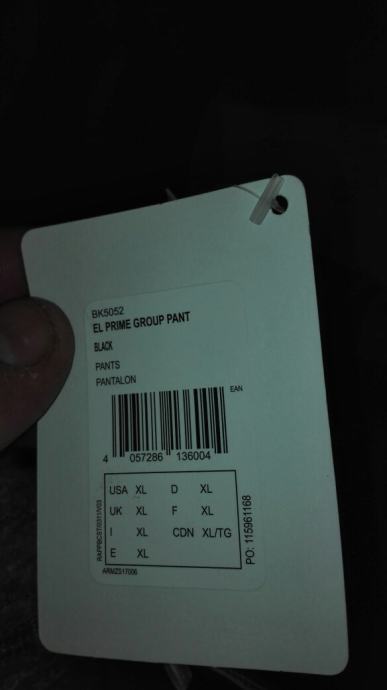 BK5052
EL PRIME GROUP PANT
BLACK
PANTS
PANTALON
EAN
4 057286 136004
USA XL D XL
UK XL F XL
I XL CDN XL/TG
E XL
ARMZS17006
PO: 115961168